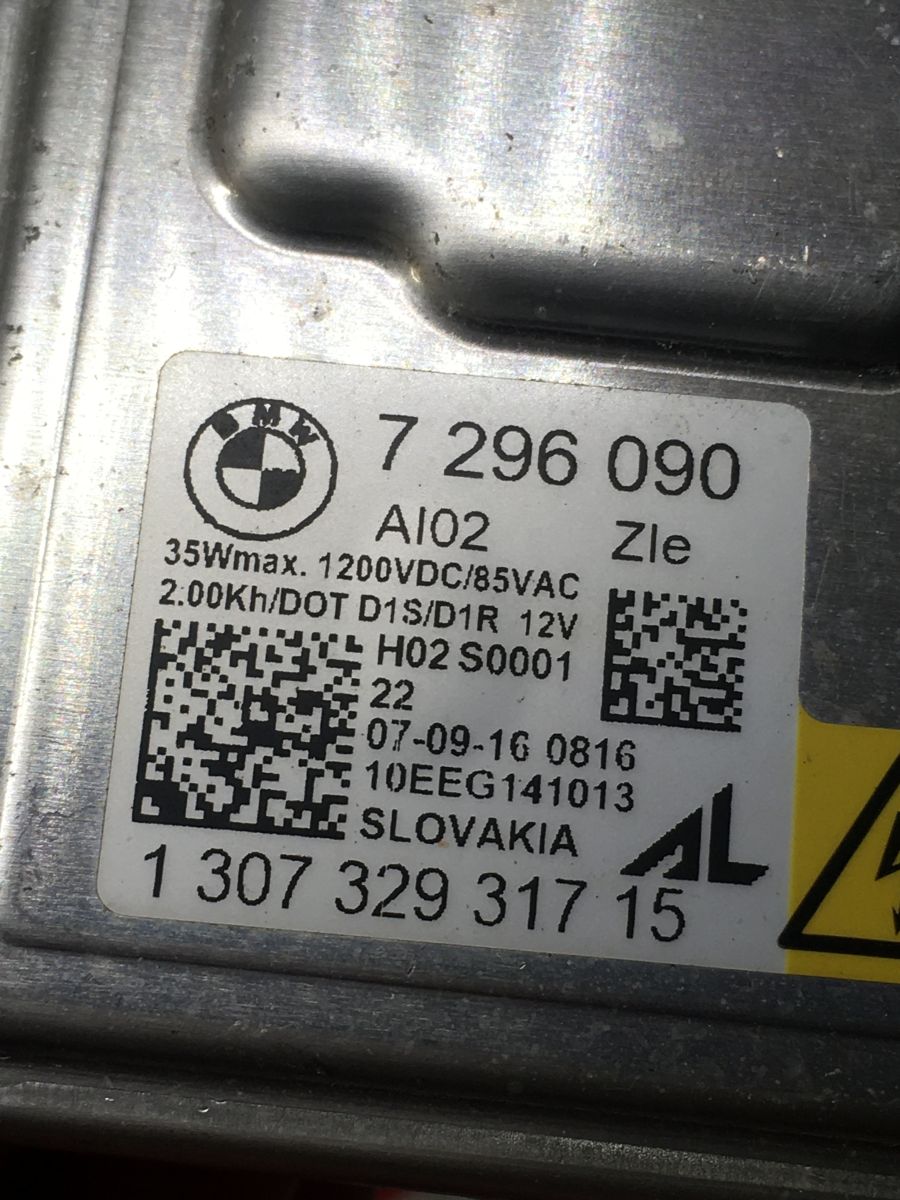 BMW
7 296 090
AI02 ZIe
35Wmax. 1200VDC/85VAC
2.00Kh/DOT D1S/D1R 12V
H02 S0001
22
07-09-16 0816
10EEG141013
SLOVAKIA
AL
1 307 329 317 15